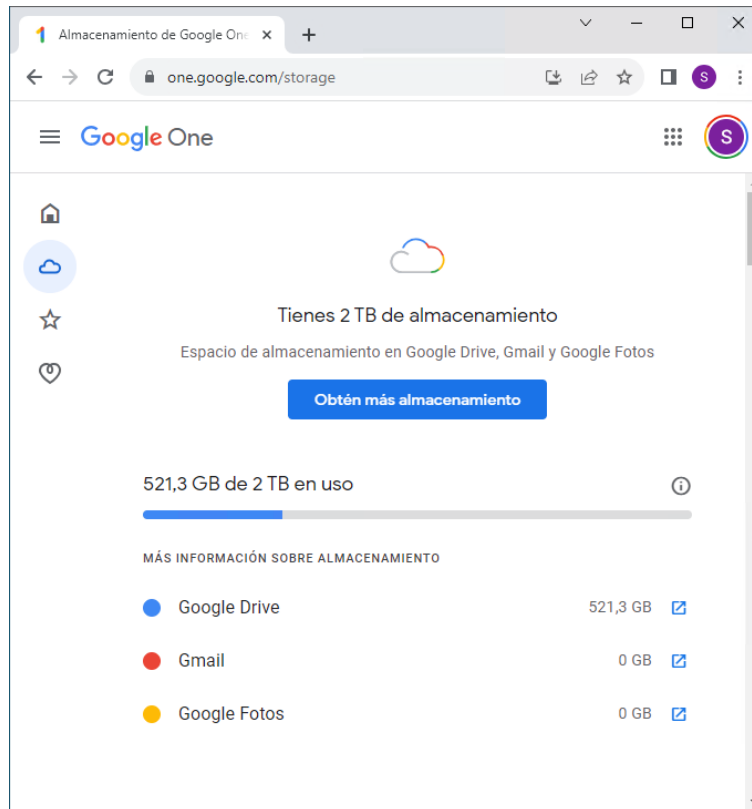 Almacenamiento de Google One
one.google.com/storage
S
Google One
S
Tienes 2 TB de almacenamiento
Espacio de almacenamiento en Google Drive, Gmail y Google Fotos
Obtén más almacenamiento
521,3 GB de 2 TB en uso
MÁS INFORMACIÓN SOBRE ALMACENAMIENTO
Google Drive 521,3 GB
Gmail 0 GB
Google Fotos 0 GB